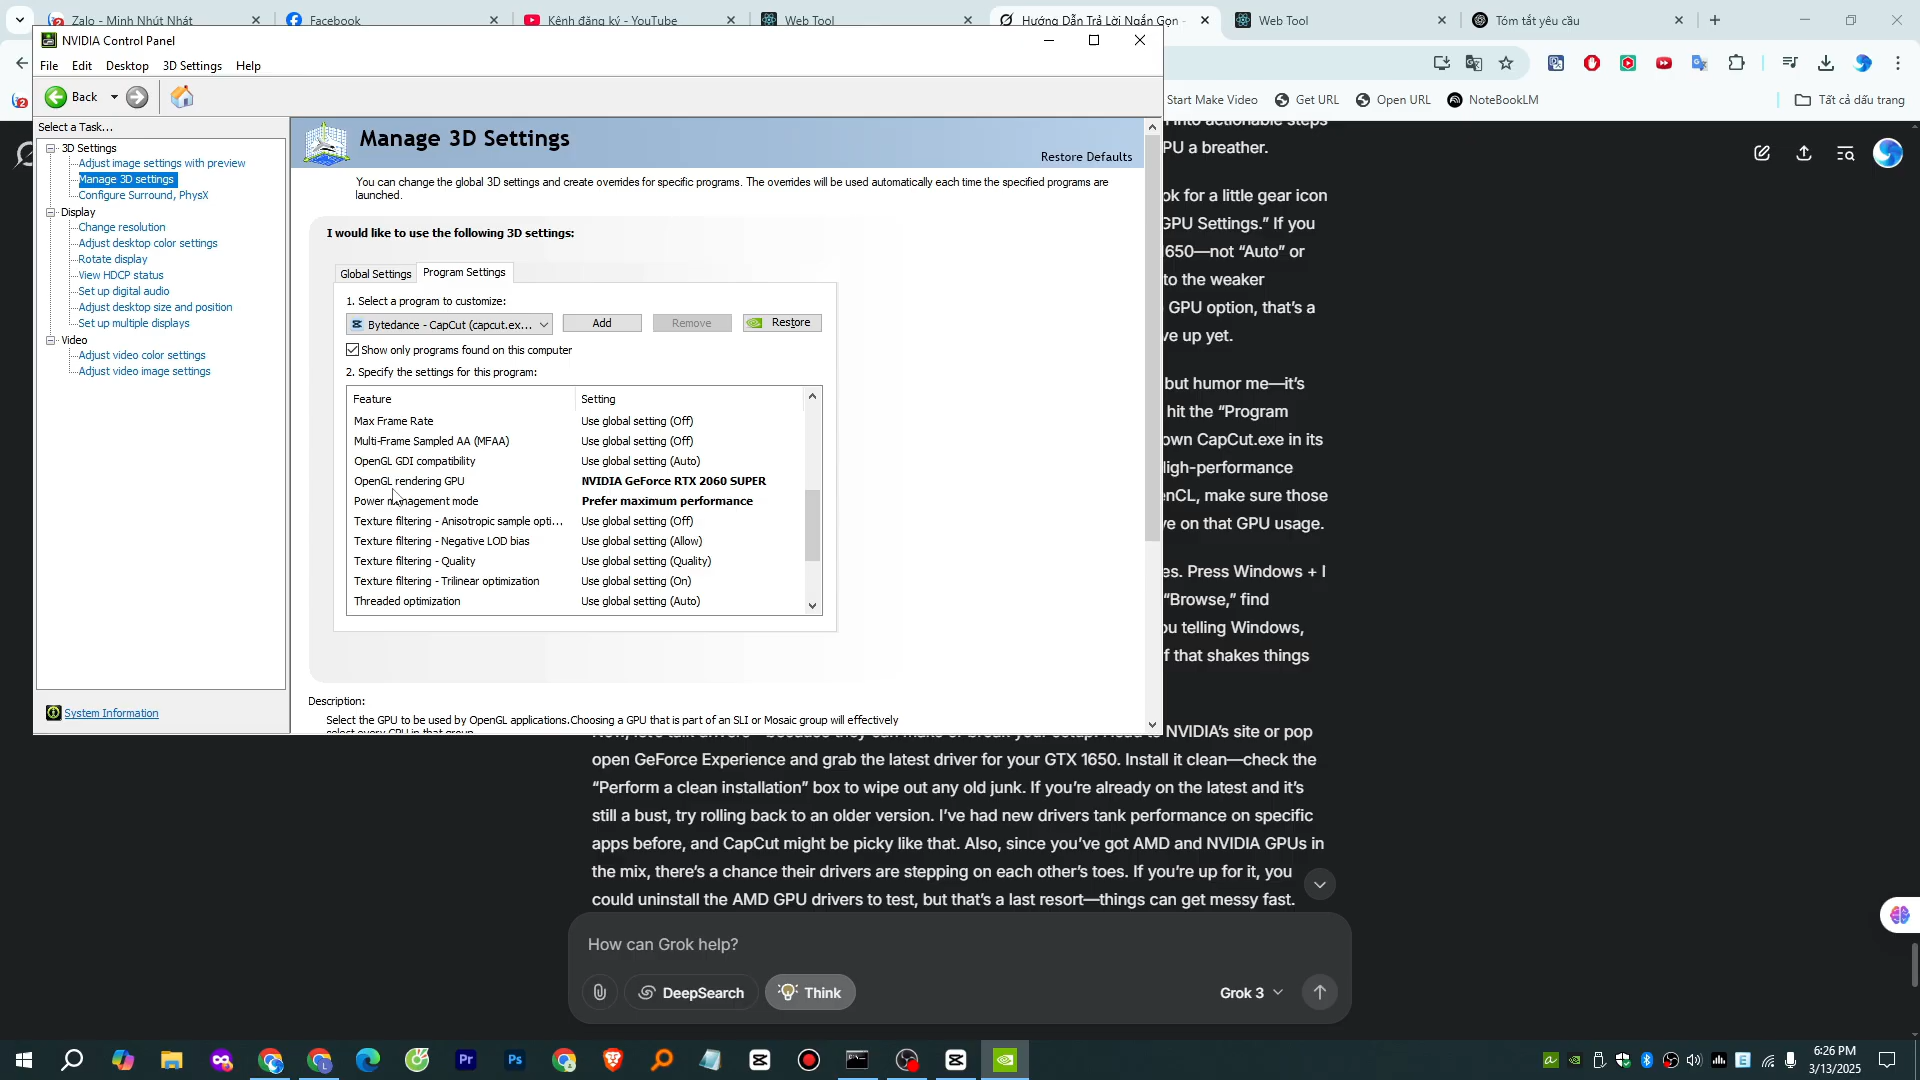 Zalo - Minh Nhút Nhát
Facebook
Kênh đăng ký - YouTube
Web Tool
Hướng Dẫn Trả Lời Ngắn Gọn -
Web Tool
Tóm tắt yêu cầu
NVIDIA Control Panel
File Edit Desktop 3D Settings Help
Start Make Video
Get URL
Open URL
NoteBookLM
Tất cả dấu trang
Back
Select a Task...
3D Settings
Adjust image settings with preview
Manage 3D settings
Configure Surround, PhysX
Display
Change resolution
Adjust desktop color settings
Rotate display
View HDCP status
Set up digital audio
Adjust desktop size and position
Set up multiple displays
Video
Adjust video color settings
Adjust video image settings
System Information
Manage 3D Settings
Restore Defaults
You can change the global 3D settings and create overrides for specific programs. The overrides will be used automatically each time the specified programs are
launched.
I would like to use the following 3D settings:
Global Settings
Program Settings
1. Select a program to customize:
Bytedance - CapCut (capcut.ex...
Add
Remove
Restore
Show only programs found on this computer
2. Specify the settings for this program:
Feature Setting
Max Frame Rate Use global setting (Off)
Multi-Frame Sampled AA (MFAA) Use global setting (Off)
OpenGL GDI compatibility Use global setting (Auto)
OpenGL rendering GPU NVIDIA GeForce RTX 2060 SUPER
Power management mode Prefer maximum performance
Texture filtering - Anisotropic sample opti... Use global setting (Off)
Texture filtering - Negative LOD bias Use global setting (Allow)
Texture filtering - Quality Use global setting (Quality)
Texture filtering - Trilinear optimization Use global setting (On)
Threaded optimization Use global setting (Auto)
Description:
Select the GPU to be used by OpenGL applications.Choosing a GPU that is part of an SLI or Mosaic group will effectively
select every GPU in that group.
into actionable steps
PU a breather.
ok for a little gear icon
GPU Settings.” If you
650—not “Auto” or
to the weaker
GPU option, that’s a
ve up yet.
but humor me—it’s
hit the “Program
own CapCut.exe in its
igh-performance
enCL, make sure those
ve on that GPU usage.
es. Press Windows + I
“Browse,” find
ou telling Windows,
f that shakes things
NVIDIA’s site or pop
open GeForce Experience and grab the latest driver for your GTX 1650. Install it clean—check the
“Perform a clean installation” box to wipe out any old junk. If you’re already on the latest and it’s
still a bust, try rolling back to an older version. I’ve had new drivers tank performance on specific
apps before, and CapCut might be picky like that. Also, since you’ve got AMD and NVIDIA GPUs in
the mix, there’s a chance their drivers are stepping on each other’s toes. If you’re up for it, you
could uninstall the AMD GPU drivers to test, but that’s a last resort—things can get messy fast.
How can Grok help?
DeepSearch
Think
Grok 3
6:26 PM
3/13/2025